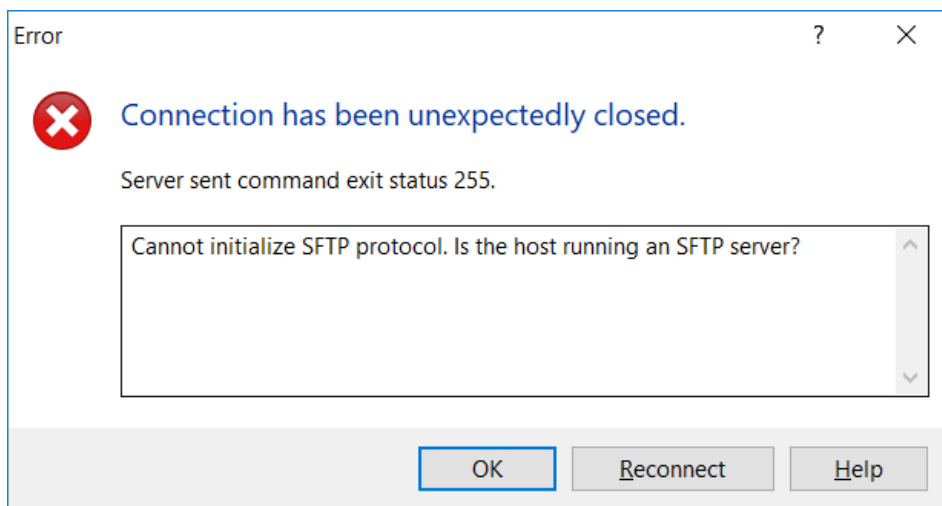 Error
?
Connection has been unexpectedly closed.
Server sent command exit status 255.
Cannot initialize SFTP protocol. Is the host running an SFTP server?
OK
Reconnect
Help